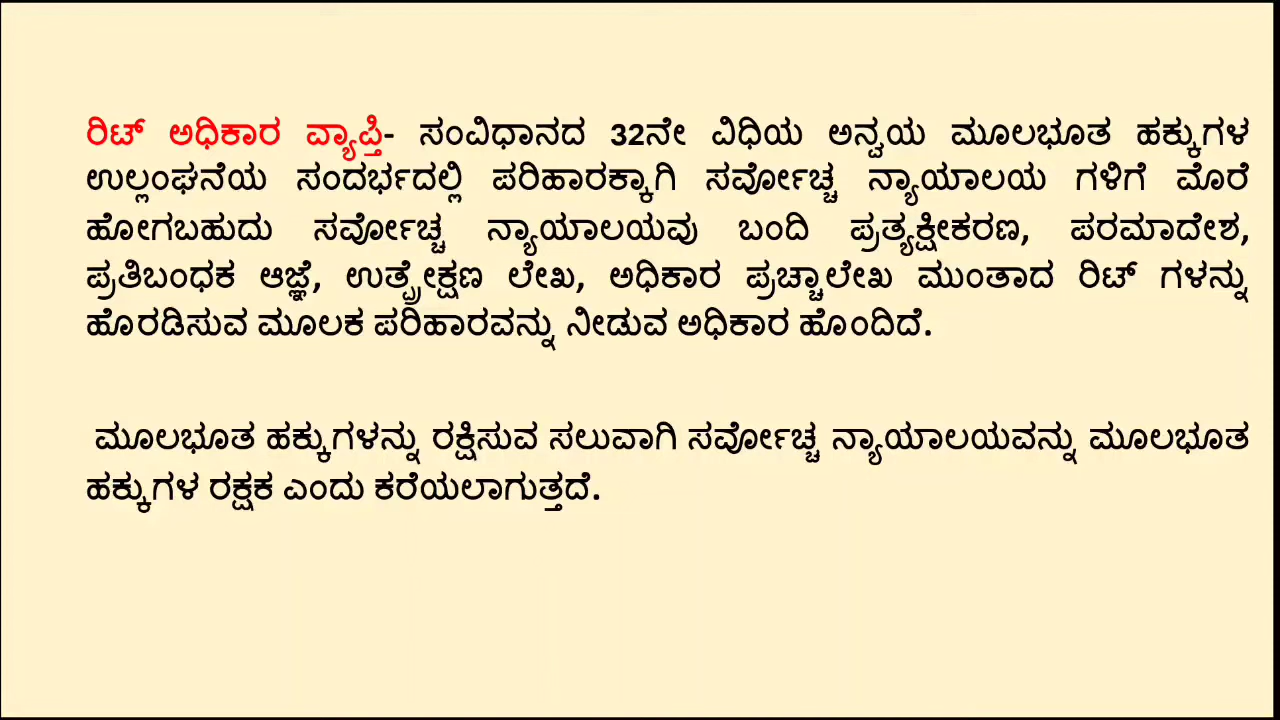 ರಿಟ್ ಅಧಿಕಾರ ವ್ಯಾಪ್ತಿ- ಸಂವಿಧಾನದ 32ನೇ ವಿಧಿಯ ಅನ್ವಯ ಮೂಲಭೂತ ಹಕ್ಕುಗಳ
ಉಲ್ಲಂಘನೆಯ ಸಂದರ್ಭದಲ್ಲಿ ಪರಿಹಾರಕ್ಕಾಗಿ ಸರ್ವೋಚ್ಚ ನ್ಯಾಯಾಲಯ ಗಳಿಗೆ ಮೊರೆ
ಹೋಗಬಹುದು ಸರ್ವೋಚ್ಚ ನ್ಯಾಯಾಲಯವು ಬಂದಿ ಪ್ರತ್ಯಕ್ಷೀಕರಣ, ಪರಮಾದೇಶ,
ಪ್ರತಿಬಂಧಕ ಆಜ್ಞೆ, ಉತ್ಪ್ರೇಕ್ಷಣ ಲೇಖ, ಅಧಿಕಾರ ಪ್ರಚ್ಛಾಲೇಖ ಮುಂತಾದ ರಿಟ್ ಗಳನ್ನು
ಹೊರಡಿಸುವ ಮೂಲಕ ಪರಿಹಾರವನ್ನು ನೀಡುವ ಅಧಿಕಾರ ಹೊಂದಿದೆ.
ಮೂಲಭೂತ ಹಕ್ಕುಗಳನ್ನು ರಕ್ಷಿಸುವ ಸಲುವಾಗಿ ಸರ್ವೋಚ್ಚ ನ್ಯಾಯಾಲಯವನ್ನು ಮೂಲಭೂತ
ಹಕ್ಕುಗಳ ರಕ್ಷಕ ಎಂದು ಕರೆಯಲಾಗುತ್ತದೆ.